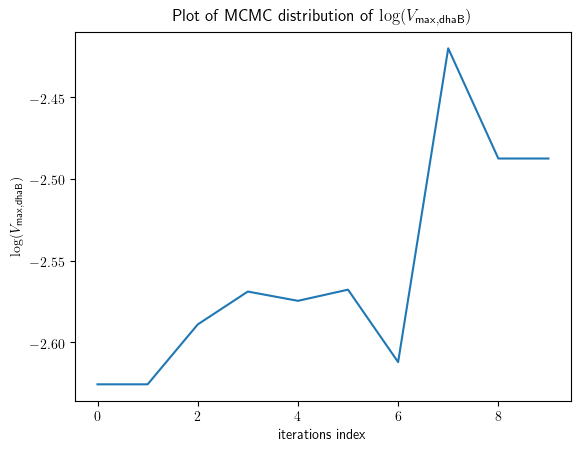 Plot of MCMC distribution of log(V_max,dhaB)
log(V_max,dhaB)
−2.45
−2.50
−2.55
−2.60
0 2 4 6 8
iterations index